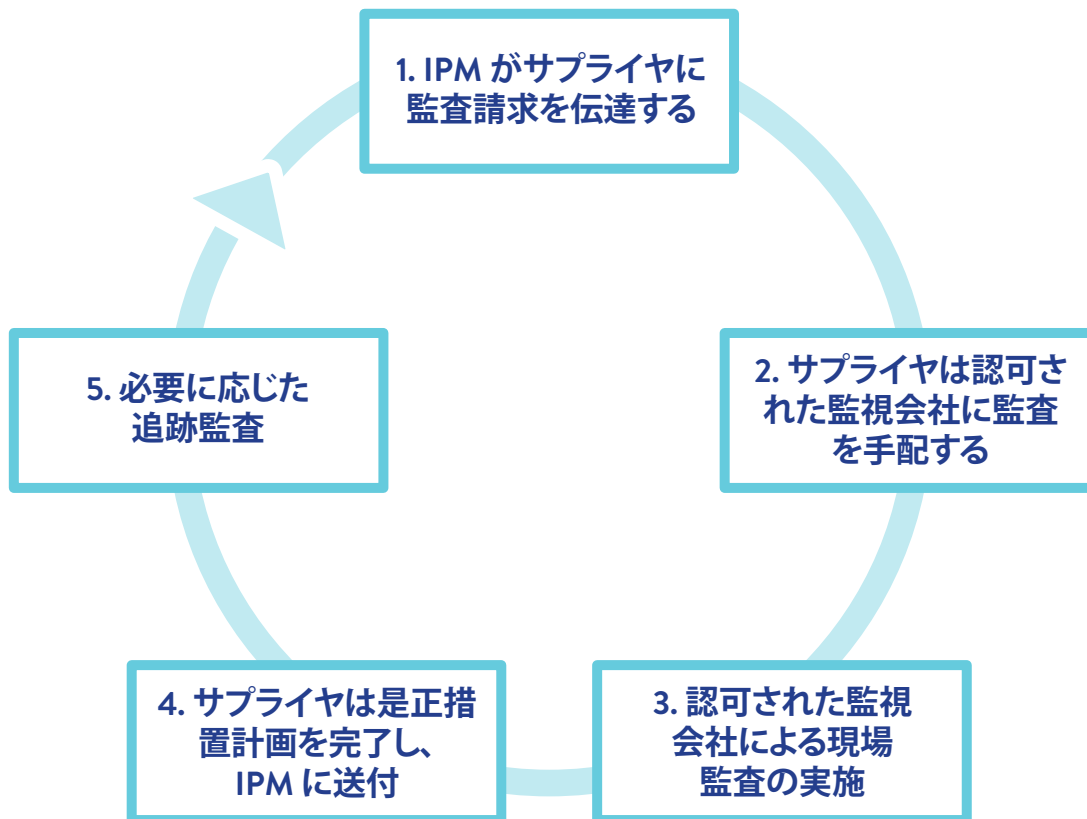 1. IPM がサプライヤに
監査請求を伝達する
2. サプライヤは認可さ
れた監視会社に監査
を手配する
3. 認可された監視
会社による現場
監査の実施
4. サプライヤは是正措
置計画を完了し、
IPM に送付
5. 必要に応じた
追跡監査